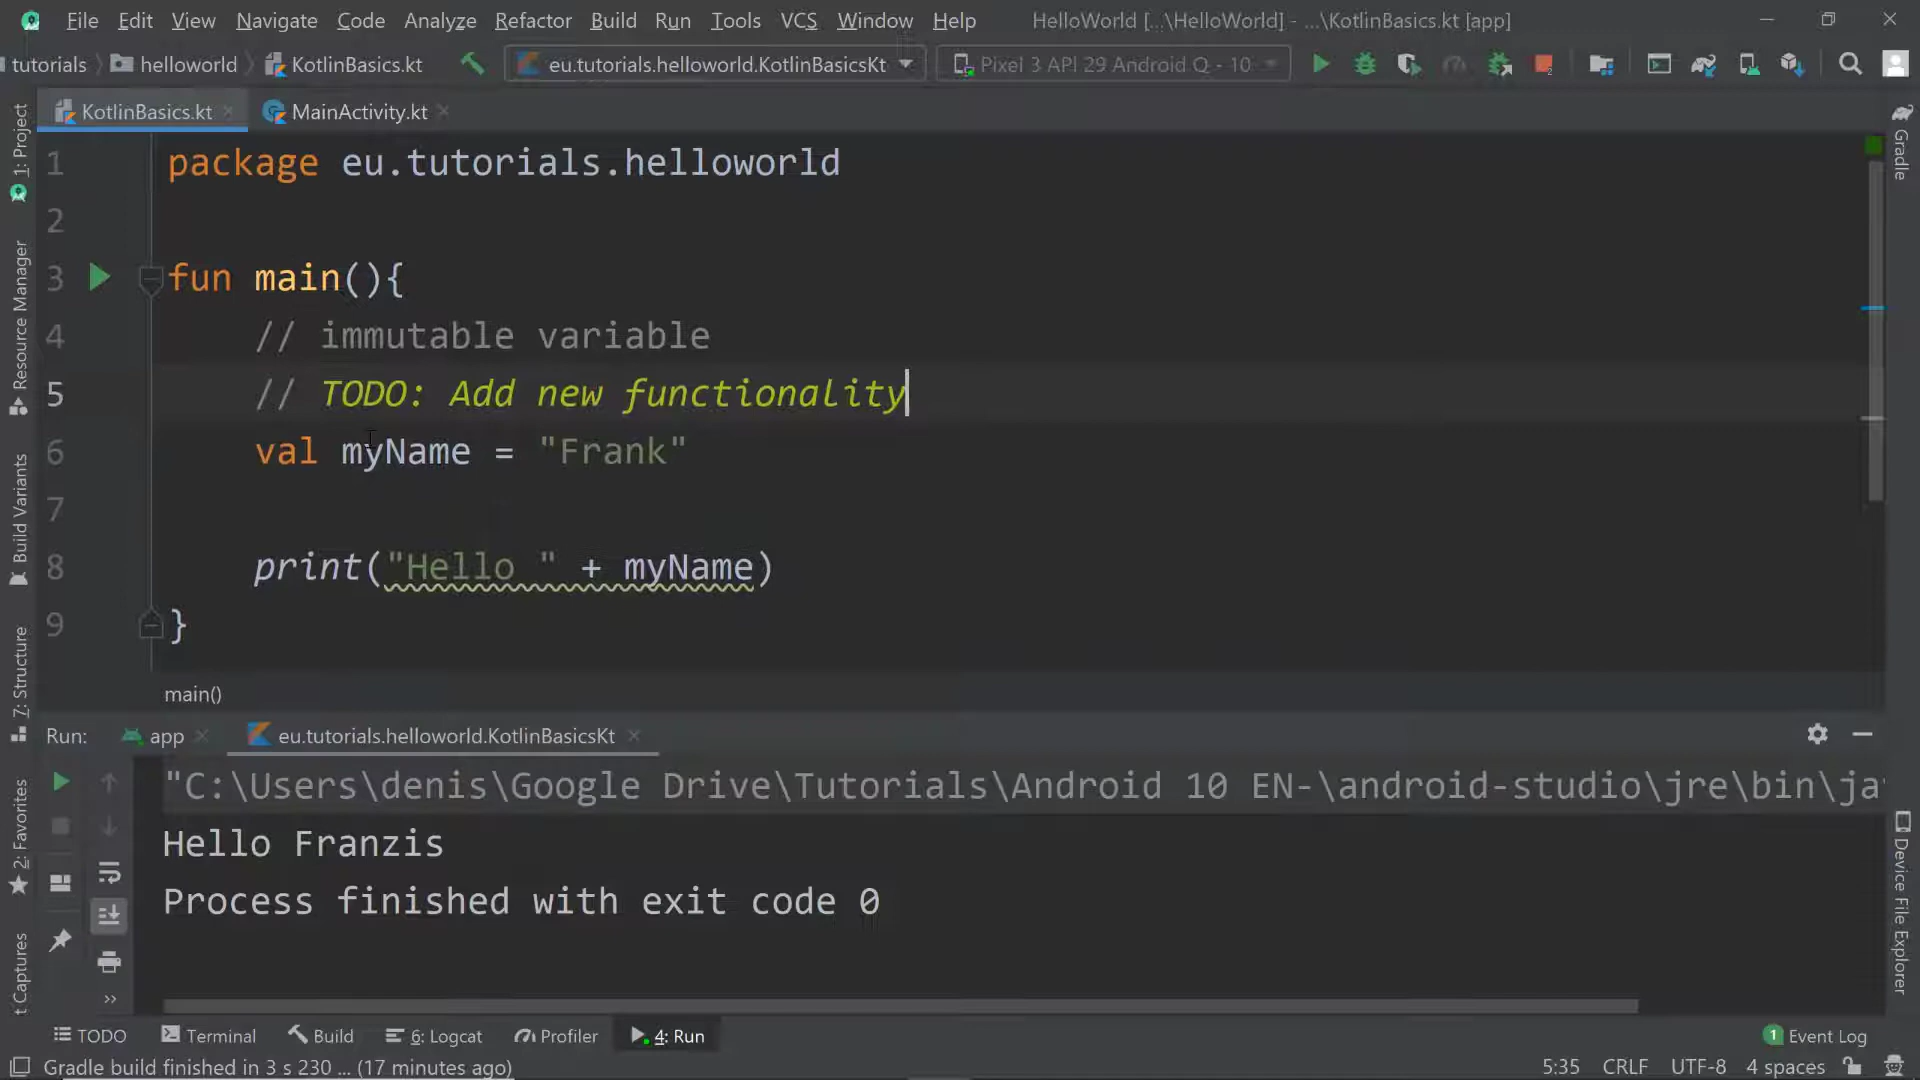 File Edit View Navigate Code Analyze Refactor Build Run Tools VCS Window Help HelloWorld [...\HelloWorld] - ...\KotlinBasics.kt [app]
tutorials helloworld KotlinBasics.kt eu.tutorials.helloworld.KotlinBasicsKt Pixel 3 API 29 Android Q - 10
KotlinBasics.kt MainActivity.kt
1: Project
Resource Manager
Build Variants
7: Structure
2: Favorites
t Captures
Gradle
Device File Explorer
1 package eu.tutorials.helloworld
2
3 fun main(){
4 // immutable variable
5 // TODO: Add new functionality
6 val myName = "Frank"
7
8 print("Hello " + myName)
9 }
main()
Run: app eu.tutorials.helloworld.KotlinBasicsKt
"C:\Users\denis\Google Drive\Tutorials\Android 10 EN-\android-studio\jre\bin\ja
Hello Franzis
Process finished with exit code 0
TODO Terminal Build 6: Logcat Profiler 4: Run 1 Event Log
Gradle build finished in 3 s 230 ... (17 minutes ago) 5:35 CRLF UTF-8 4 spaces